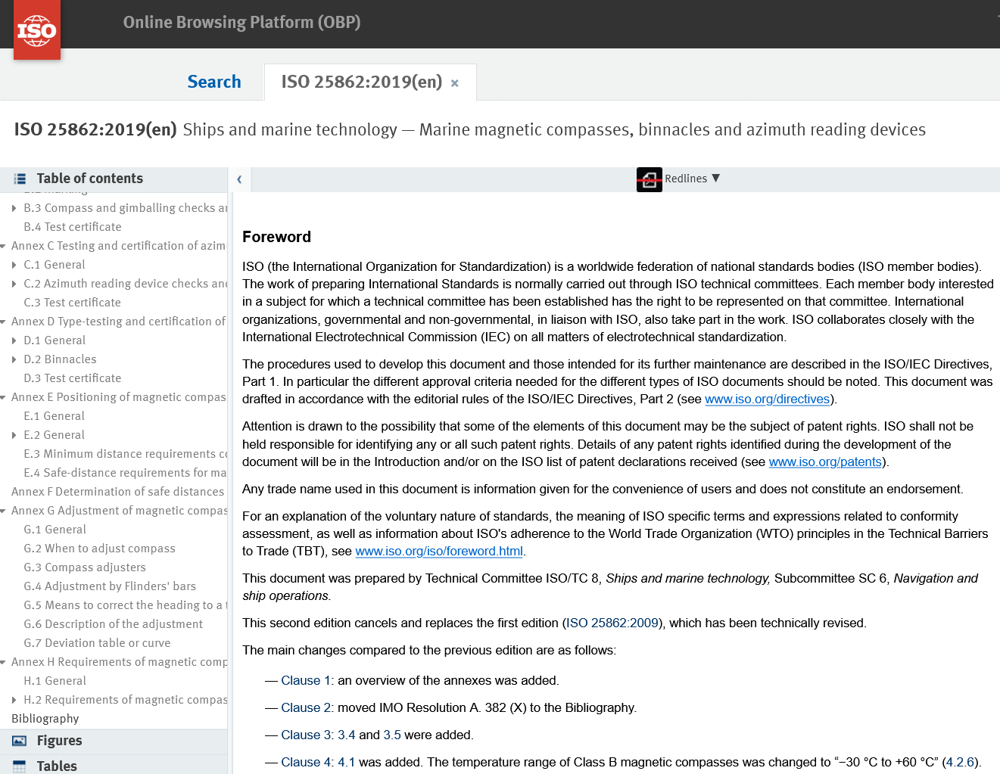 ISO
Online Browsing Platform (OBP)
Search
ISO 25862:2019(en) ×
ISO 25862:2019(en) Ships and marine technology — Marine magnetic compasses, binnacles and azimuth reading devices
Table of contents
Redlines ▼
B.3 Compass and gimballing checks
B.4 Test certificate
Annex C Testing and certification of
C.1 General
C.2 Azimuth reading device checks
C.3 Test certificate
Annex D Type-testing and certification of
D.1 General
D.2 Binnacles
D.3 Test certificate
Annex E Positioning of magnetic
E.1 General
E.2 General
E.3 Minimum distance requirements
E.4 Safe-distance requirements for
Annex F Determination of safe distances
Annex G Adjustment of magnetic
G.1 General
G.2 When to adjust compass
G.3 Compass adjusters
G.4 Adjustment by Flinders' bars
G.5 Means to correct the heading to a
G.6 Description of the adjustment
G.7 Deviation table or curve
Annex H Requirements of magnetic
H.1 General
H.2 Requirements of magnetic
Bibliography
Figures
Tables
Foreword
ISO (the International Organization for Standardization) is a worldwide federation of national standards bodies (ISO member bodies).
The work of preparing International Standards is normally carried out through ISO technical committees. Each member body interested
in a subject for which a technical committee has been established has the right to be represented on that committee. International
organizations, governmental and non-governmental, in liaison with ISO, also take part in the work. ISO collaborates closely with the
International Electrotechnical Commission (IEC) on all matters of electrotechnical standardization.
The procedures used to develop this document and those intended for its further maintenance are described in the ISO/IEC Directives,
Part 1. In particular the different approval criteria needed for the different types of ISO documents should be noted. This document was
drafted in accordance with the editorial rules of the ISO/IEC Directives, Part 2 (see www.iso.org/directives).
Attention is drawn to the possibility that some of the elements of this document may be the subject of patent rights. ISO shall not be
held responsible for identifying any or all such patent rights. Details of any patent rights identified during the development of the
document will be in the Introduction and/or on the ISO list of patent declarations received (see www.iso.org/patents).
Any trade name used in this document is information given for the convenience of users and does not constitute an endorsement.
For an explanation of the voluntary nature of standards, the meaning of ISO specific terms and expressions related to conformity
assessment, as well as information about ISO's adherence to the World Trade Organization (WTO) principles in the Technical Barriers
to Trade (TBT), see www.iso.org/iso/foreword.html.
This document was prepared by Technical Committee ISO/TC 8, Ships and marine technology, Subcommittee SC 6, Navigation and
ship operations.
This second edition cancels and replaces the first edition (ISO 25862:2009), which has been technically revised.
The main changes compared to the previous edition are as follows:
— Clause 1: an overview of the annexes was added.
— Clause 2: moved IMO Resolution A. 382 (X) to the Bibliography.
— Clause 3: 3.4 and 3.5 were added.
— Clause 4: 4.1 was added. The temperature range of Class B magnetic compasses was changed to “−30 °C to +60 °C” (4.2.6).